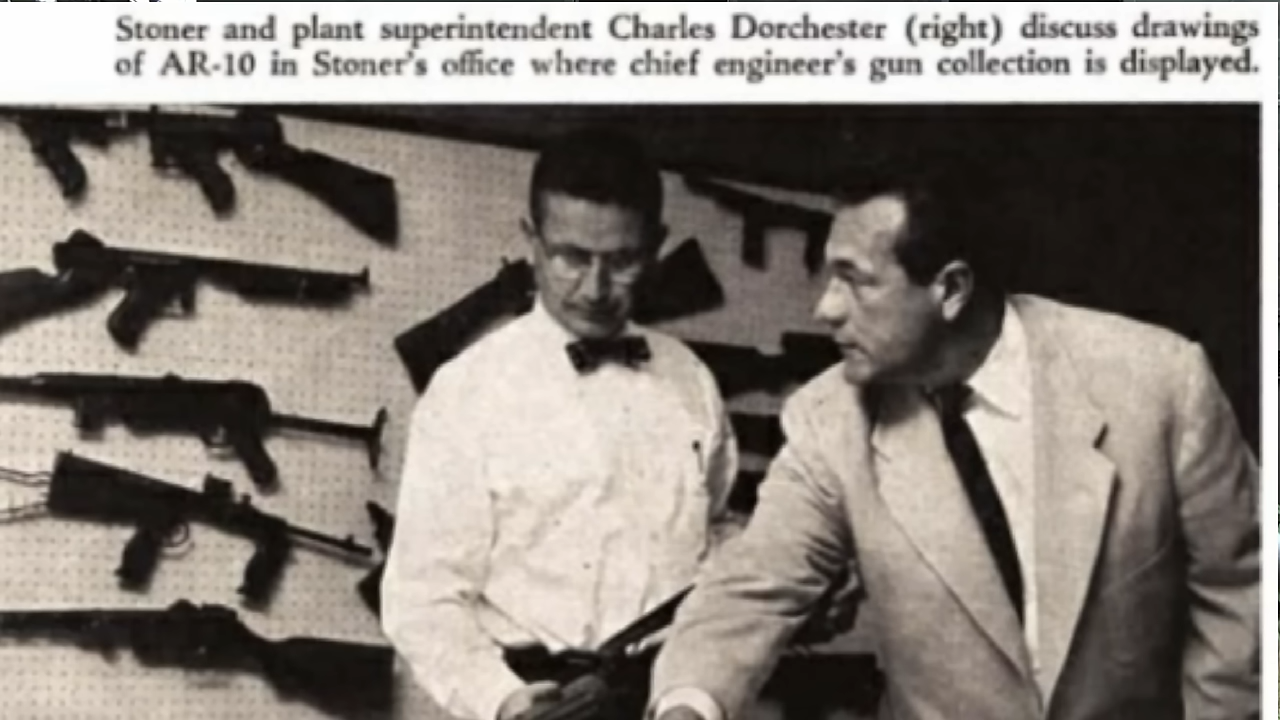 Stoner and plant superintendent Charles Dorchester (right) discuss drawings
of AR-10 in Stoner's office where chief engineer's gun collection is displayed.